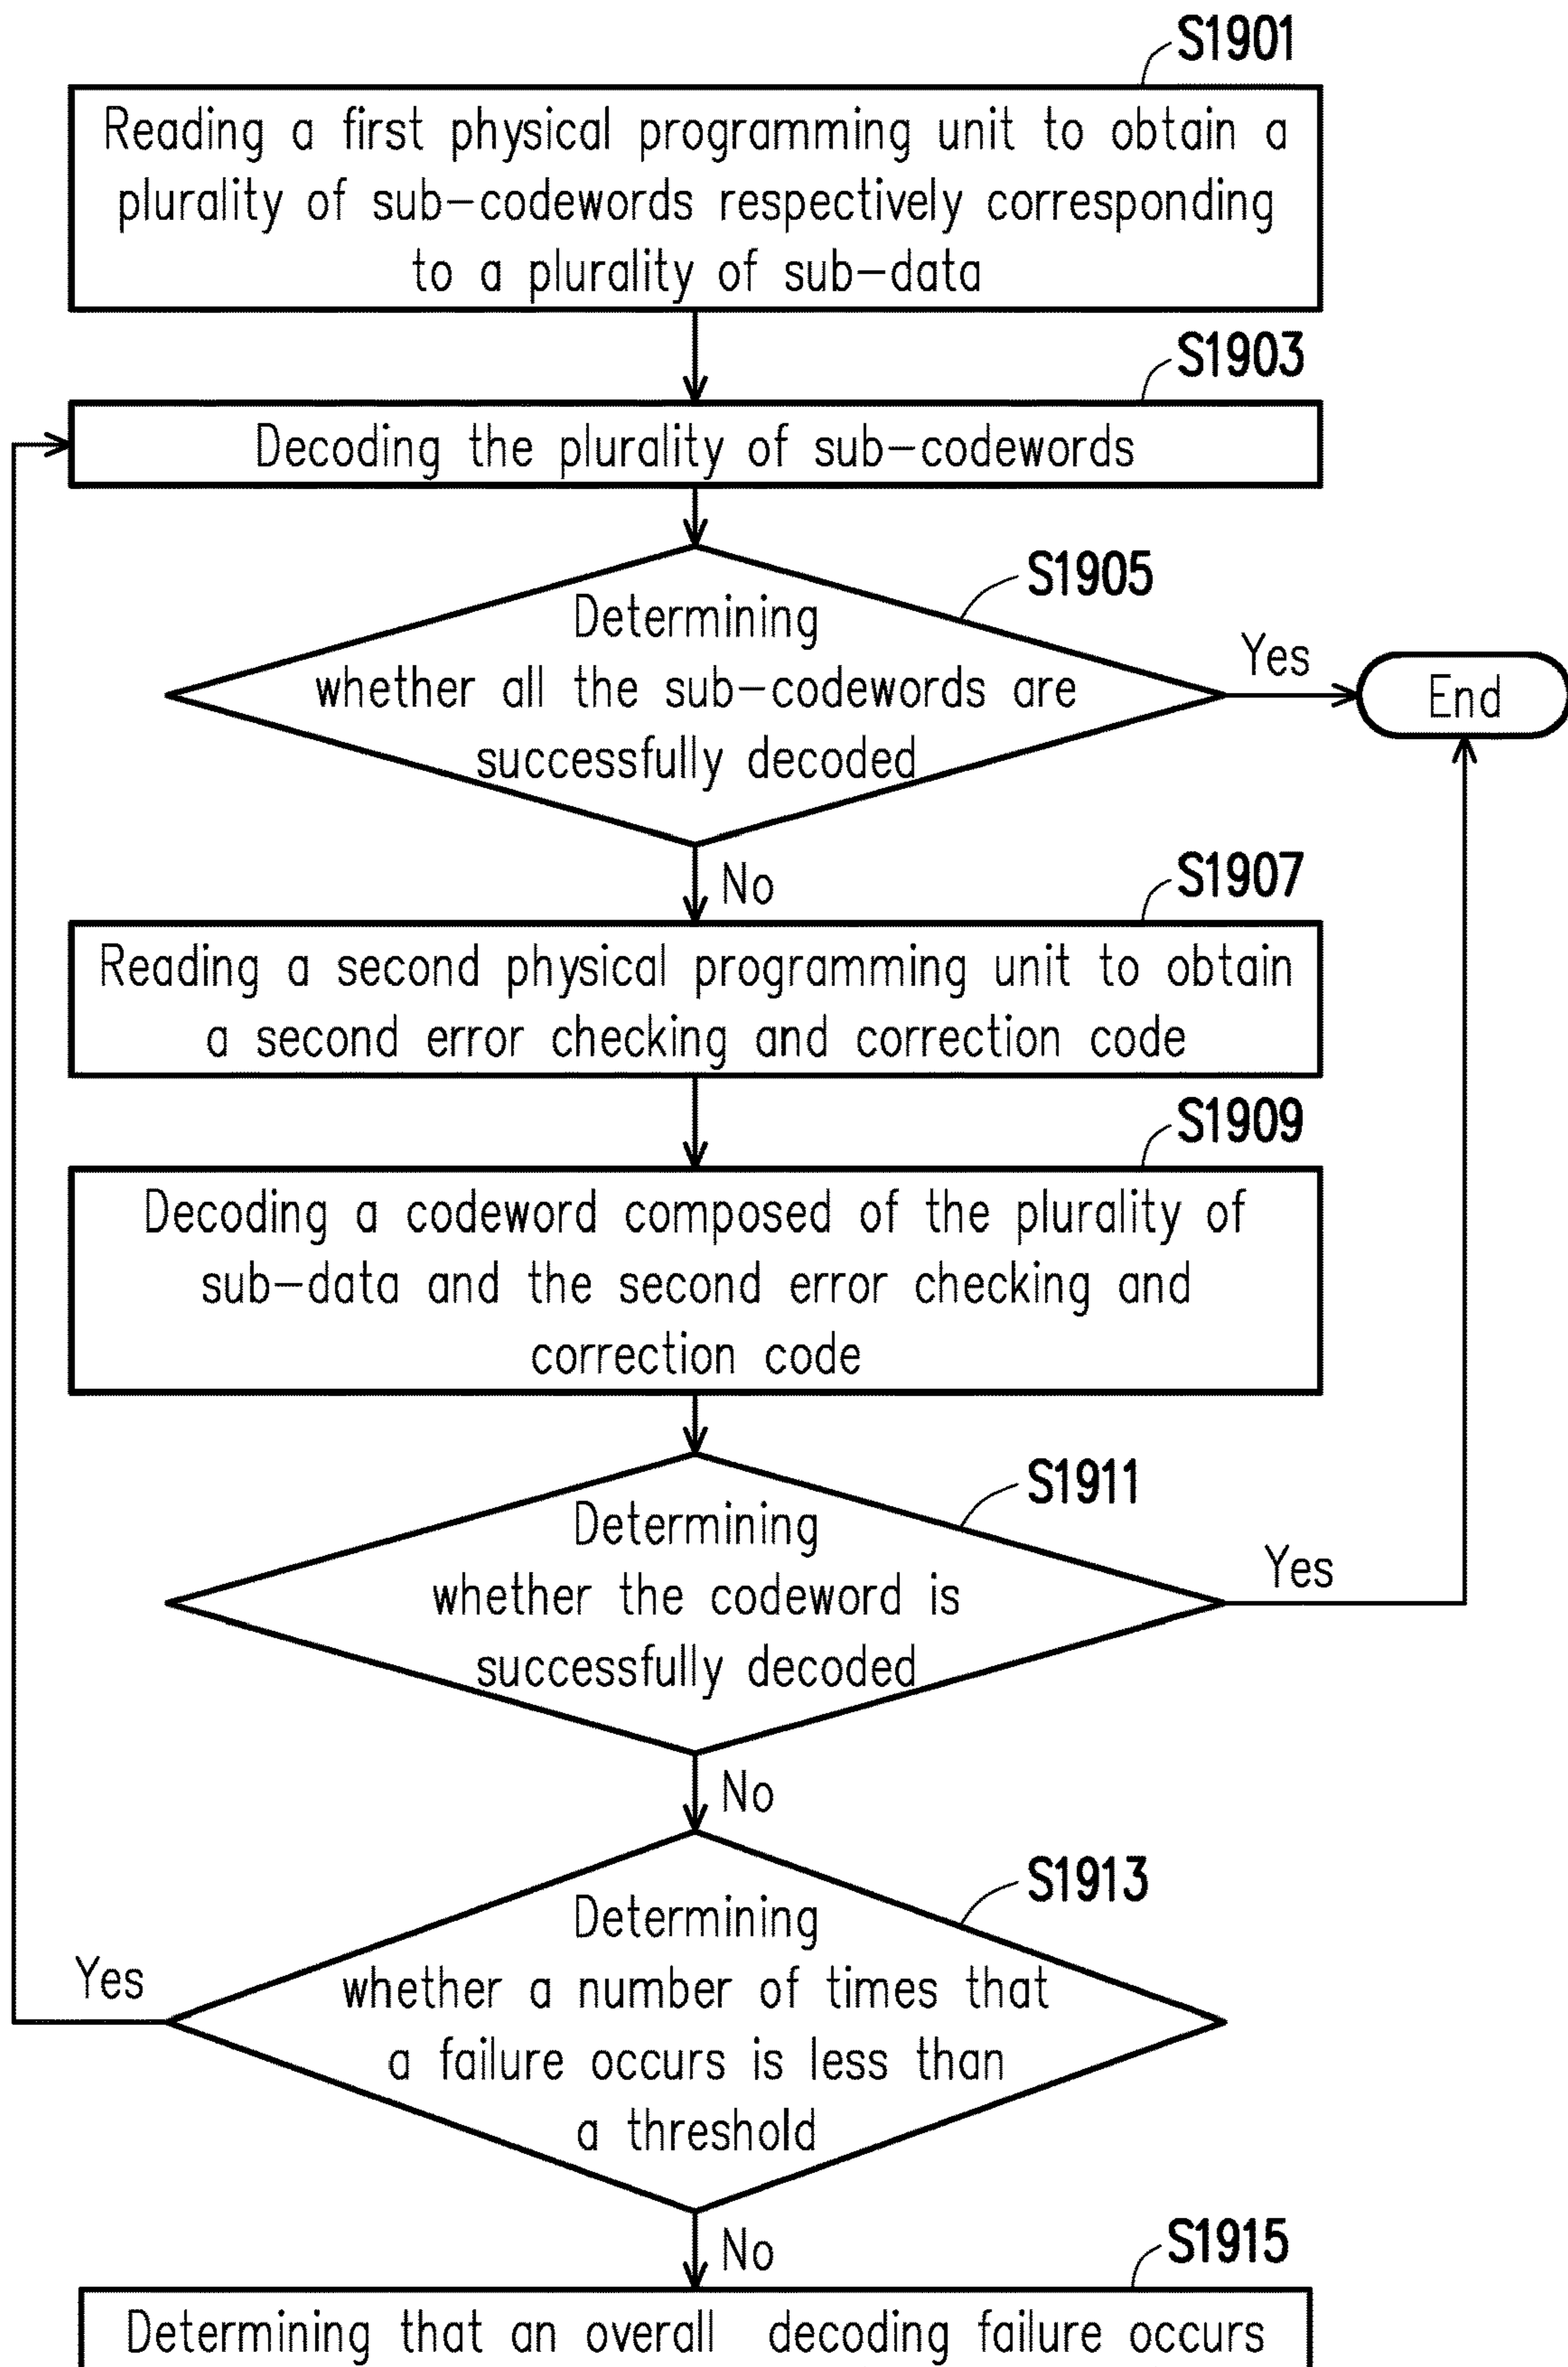 S1901
Reading a first physical programming unit to obtain a
plurality of sub-codewords respectively corresponding
to a plurality of sub-data
S1903
Decoding the plurality of sub-codewords
S1905
Determining
whether all the sub-codewords are
successfully decoded
Yes
End
No
S1907
Reading a second physical programming unit to obtain
a second error checking and correction code
S1909
Decoding a codeword composed of the plurality of
sub-data and the second error checking and
correction code
S1911
Determining
whether the codeword is
successfully decoded
Yes
No
S1913
Determining
whether a number of times that
a failure occurs is less than
a threshold
Yes
No
S1915
Determining that an overall decoding failure occurs